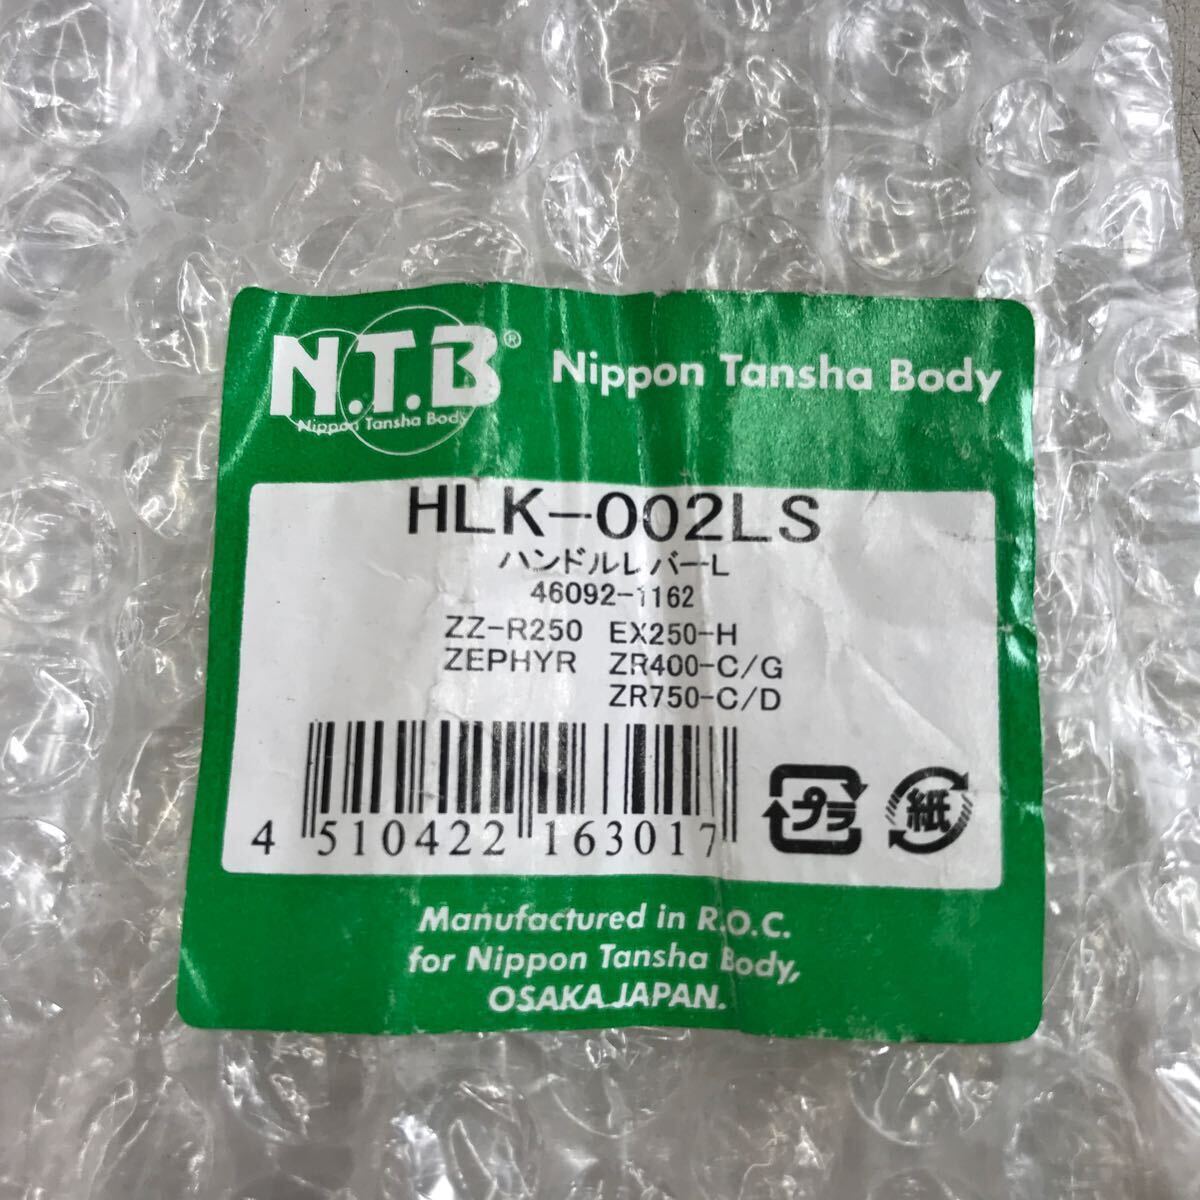 N.T.B®
Nippon Tansha Body
Nippon Tansha Body
HLK-002LS
ハンドルレバーL
46092-1162
ZZ-R250 EX250-H
ZEPHYR ZR400-C/G
ZR750-C/D
4 510422 163017
プラ
紙
Manufactured in R.O.C.
for Nippon Tansha Body,
OSAKA JAPAN.